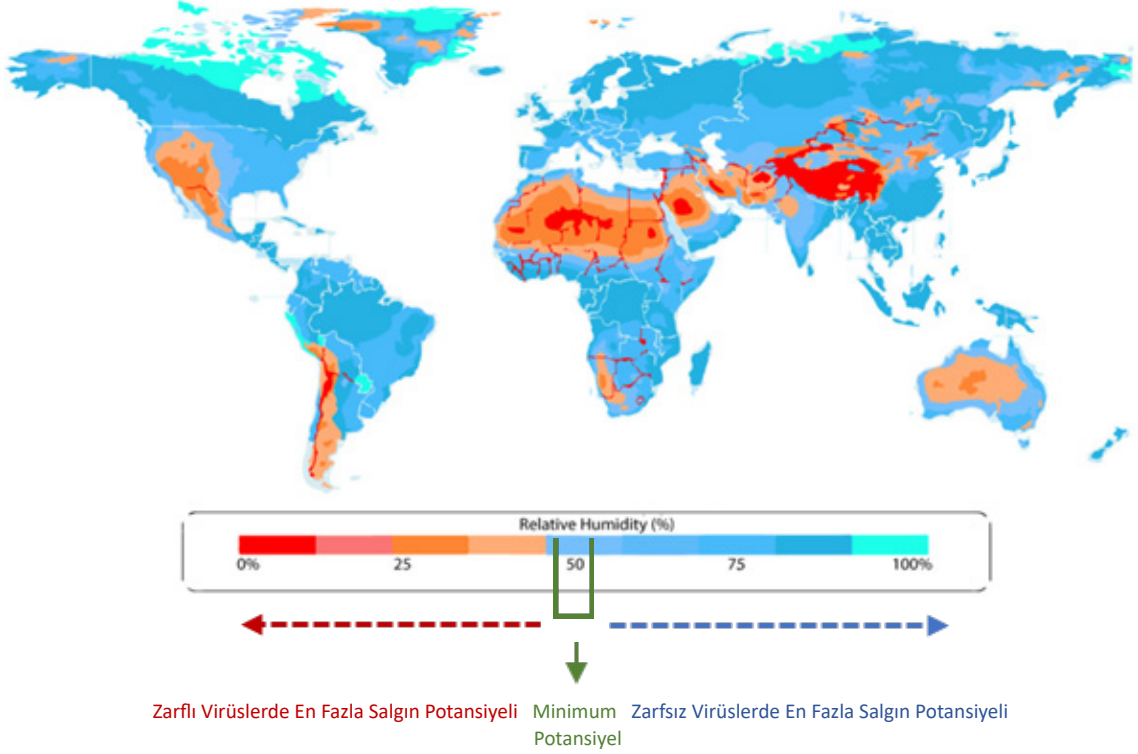 Relative Humidity (%)
0% 25 50 75 100%
Zarflı Virüslerde En Fazla Salgın Potansiyeli Minimum Zarfsız Virüslerde En Fazla Salgın Potansiyeli
Potansiyel